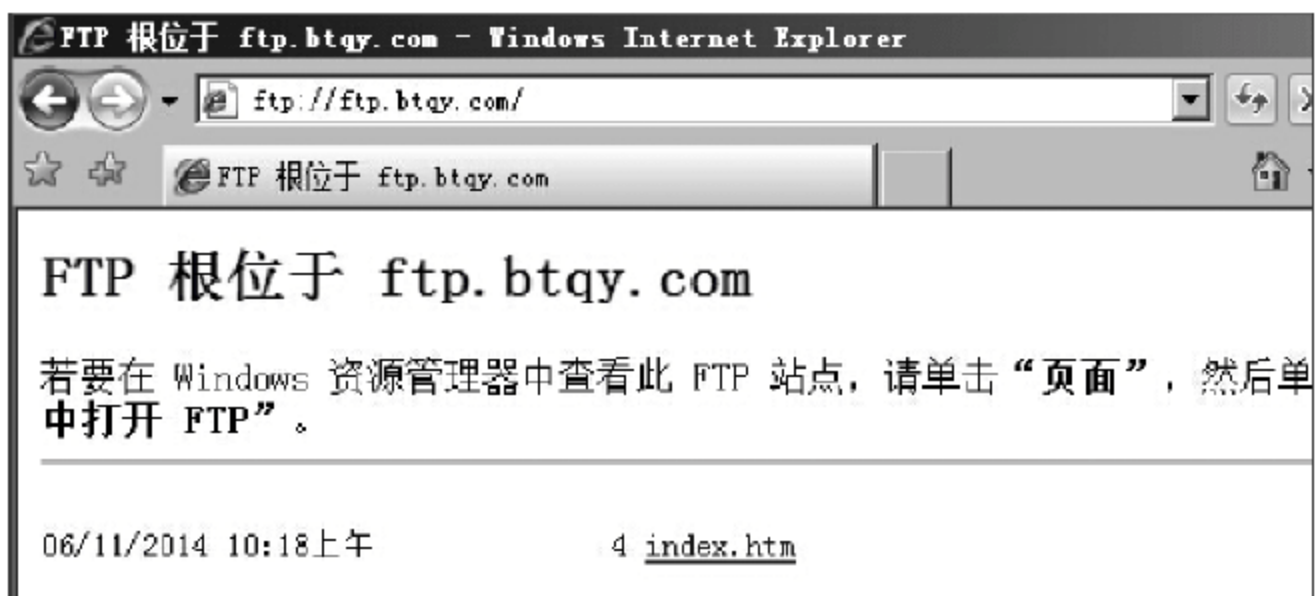 FTP 根位于 ftp.btqy.com - Windows Internet Explorer
ftp://ftp.btqy.com/
FTP 根位于 ftp.btqy.com
FTP 根位于 ftp.btqy.com
若要在 Windows 资源管理器中查看此 FTP 站点，请单击“页面”，然后单
中打开 FTP”。
06/11/2014 10:18上午 4 index.htm